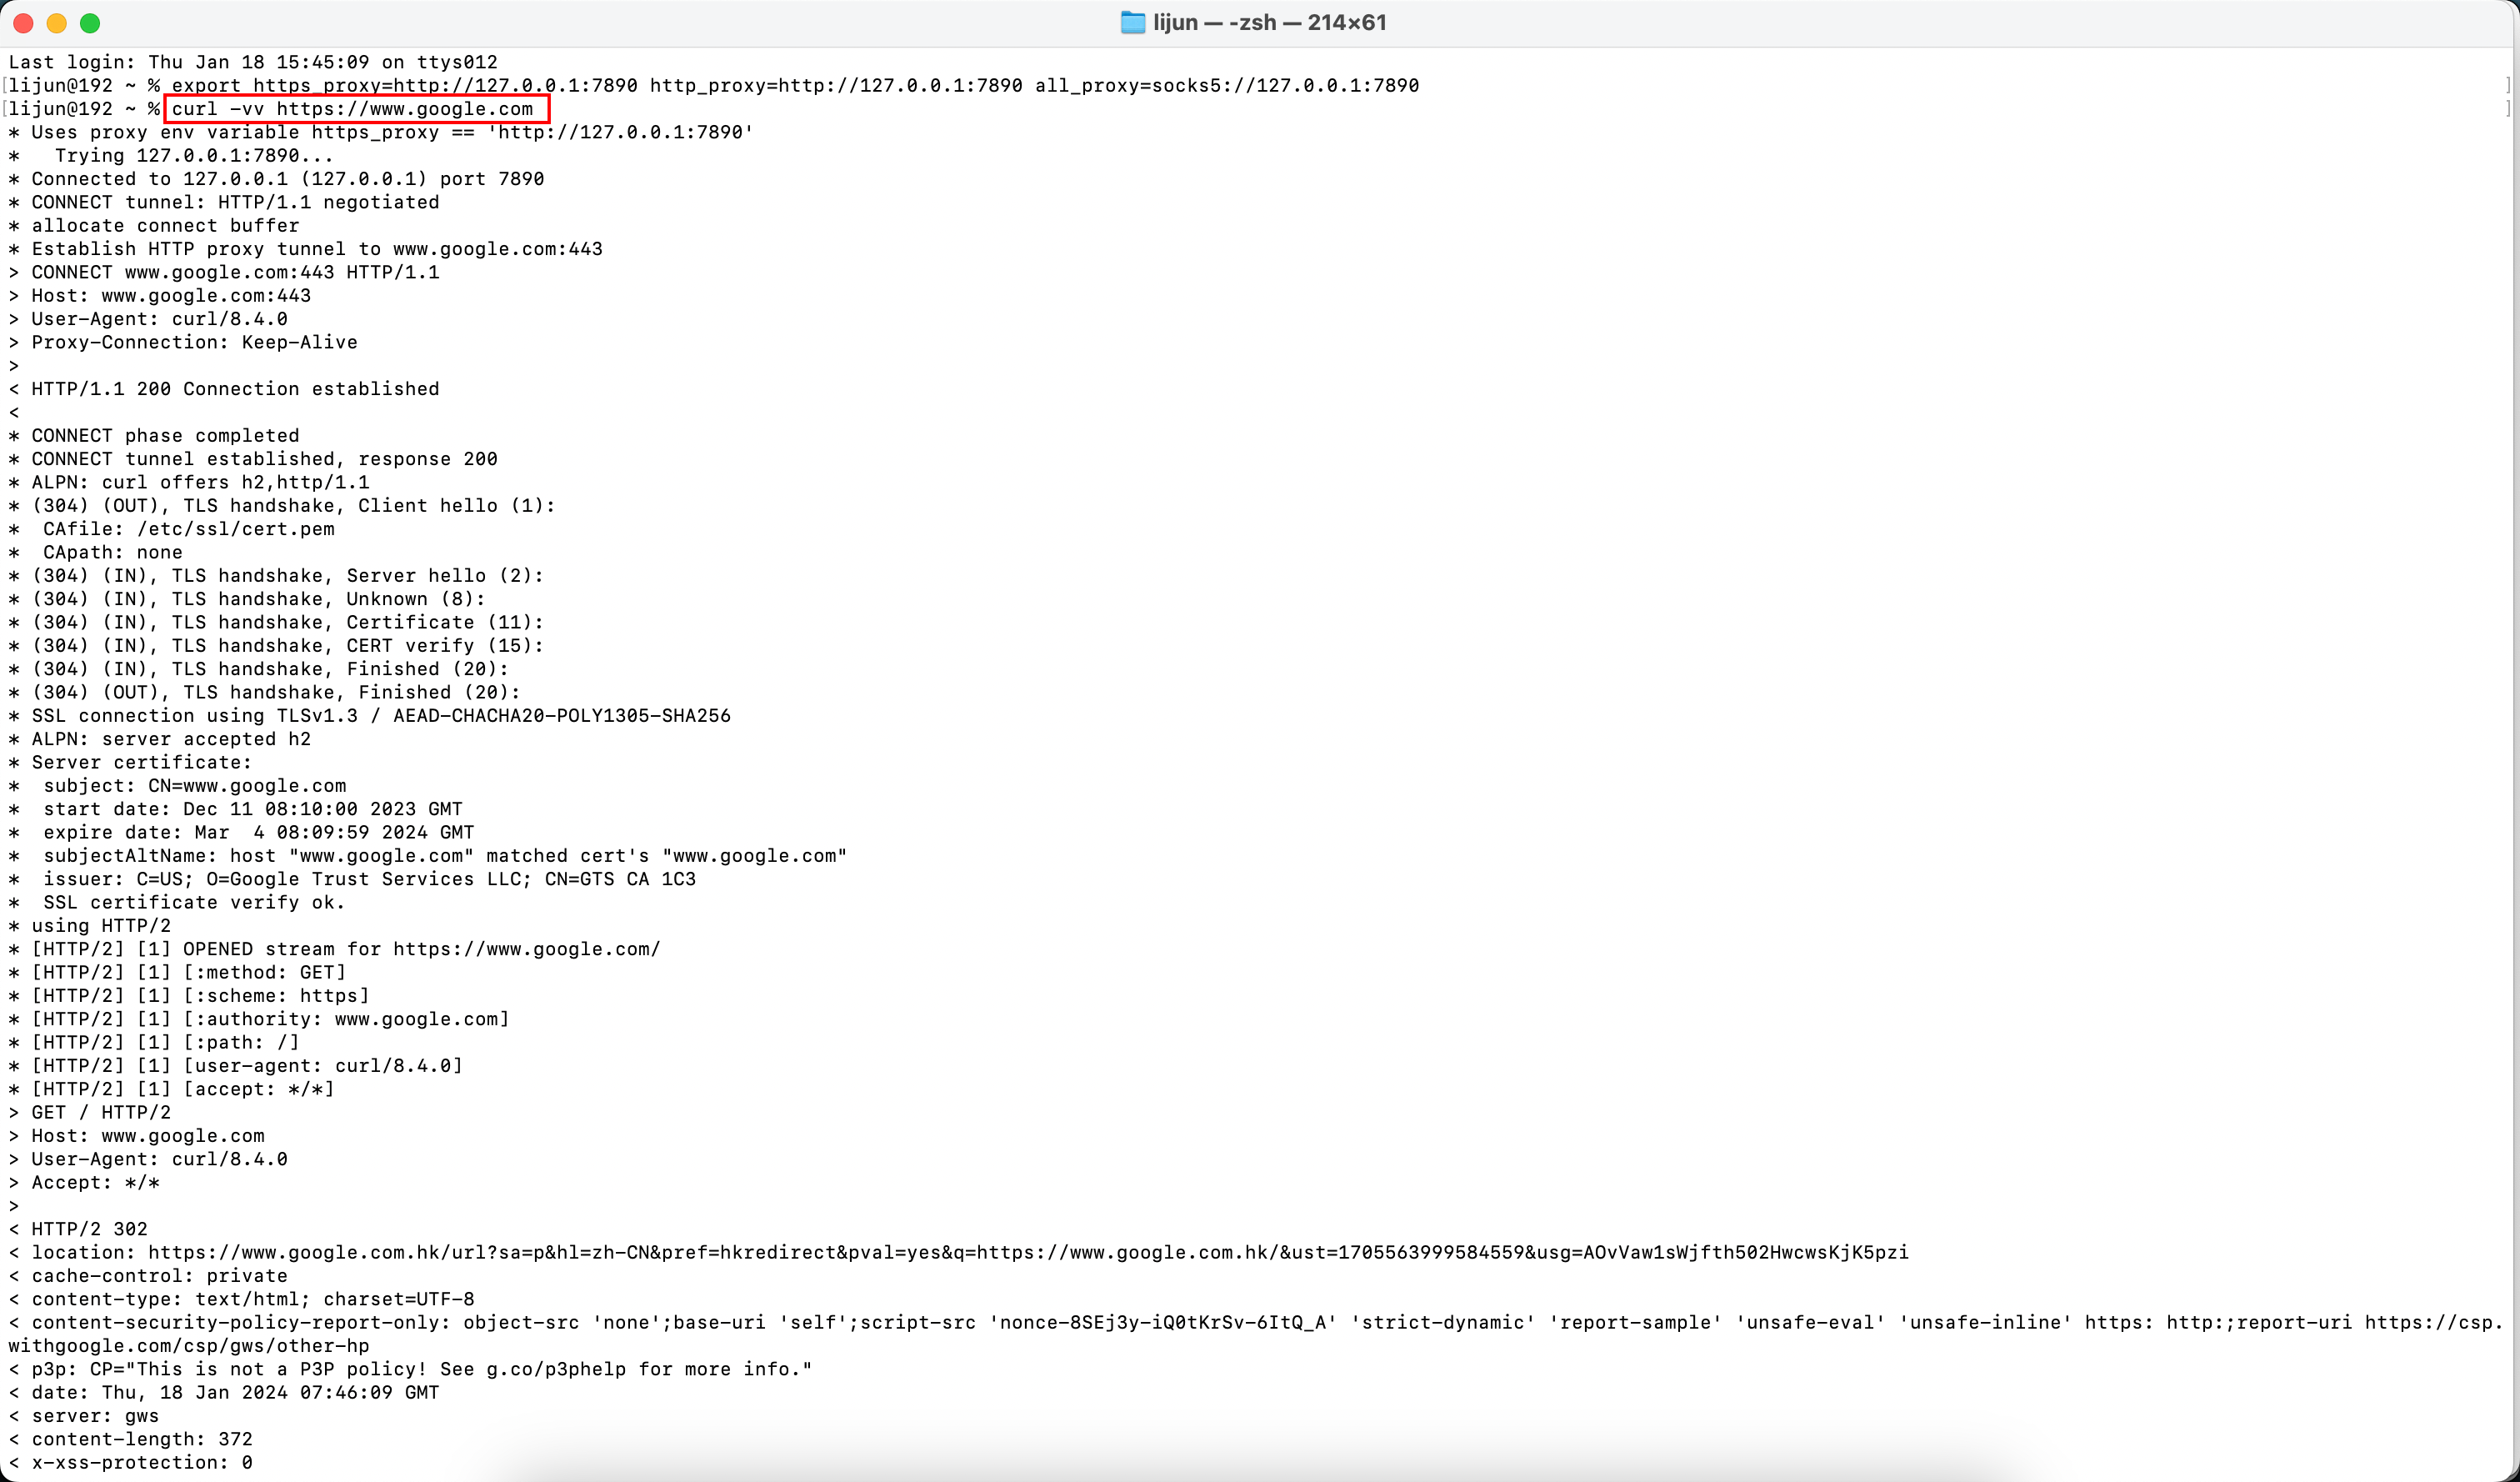 lijun — -zsh — 214×61
Last login: Thu Jan 18 15:45:09 on ttys012
[lijun@192 ~ % export https_proxy=http://127.0.0.1:7890 http_proxy=http://127.0.0.1:7890 all_proxy=socks5://127.0.0.1:7890 ]
[lijun@192 ~ % curl -vv https://www.google.com ]
* Uses proxy env variable https_proxy == 'http://127.0.0.1:7890'
*   Trying 127.0.0.1:7890...
* Connected to 127.0.0.1 (127.0.0.1) port 7890
* CONNECT tunnel: HTTP/1.1 negotiated
* allocate connect buffer
* Establish HTTP proxy tunnel to www.google.com:443
> CONNECT www.google.com:443 HTTP/1.1
> Host: www.google.com:443
> User-Agent: curl/8.4.0
> Proxy-Connection: Keep-Alive
>
< HTTP/1.1 200 Connection established
<
* CONNECT phase completed
* CONNECT tunnel established, response 200
* ALPN: curl offers h2,http/1.1
* (304) (OUT), TLS handshake, Client hello (1):
*  CAfile: /etc/ssl/cert.pem
*  CApath: none
* (304) (IN), TLS handshake, Server hello (2):
* (304) (IN), TLS handshake, Unknown (8):
* (304) (IN), TLS handshake, Certificate (11):
* (304) (IN), TLS handshake, CERT verify (15):
* (304) (IN), TLS handshake, Finished (20):
* (304) (OUT), TLS handshake, Finished (20):
* SSL connection using TLSv1.3 / AEAD-CHACHA20-POLY1305-SHA256
* ALPN: server accepted h2
* Server certificate:
*  subject: CN=www.google.com
*  start date: Dec 11 08:10:00 2023 GMT
*  expire date: Mar  4 08:09:59 2024 GMT
*  subjectAltName: host "www.google.com" matched cert's "www.google.com"
*  issuer: C=US; O=Google Trust Services LLC; CN=GTS CA 1C3
*  SSL certificate verify ok.
* using HTTP/2
* [HTTP/2] [1] OPENED stream for https://www.google.com/
* [HTTP/2] [1] [:method: GET]
* [HTTP/2] [1] [:scheme: https]
* [HTTP/2] [1] [:authority: www.google.com]
* [HTTP/2] [1] [:path: /]
* [HTTP/2] [1] [user-agent: curl/8.4.0]
* [HTTP/2] [1] [accept: */*]
> GET / HTTP/2
> Host: www.google.com
> User-Agent: curl/8.4.0
> Accept: */*
>
< HTTP/2 302
< location: https://www.google.com.hk/url?sa=p&hl=zh-CN&pref=hkredirect&pval=yes&q=https://www.google.com.hk/&ust=1705563999584559&usg=AOvVaw1sWjfth502HwcwsKjK5pzi
< cache-control: private
< content-type: text/html; charset=UTF-8
< content-security-policy-report-only: object-src 'none';base-uri 'self';script-src 'nonce-8SEj3y-iQ0tKrSv-6ItQ_A' 'strict-dynamic' 'report-sample' 'unsafe-eval' 'unsafe-inline' https: http:;report-uri https://csp.
withgoogle.com/csp/gws/other-hp
< p3p: CP="This is not a P3P policy! See g.co/p3phelp for more info."
< date: Thu, 18 Jan 2024 07:46:09 GMT
< server: gws
< content-length: 372
< x-xss-protection: 0